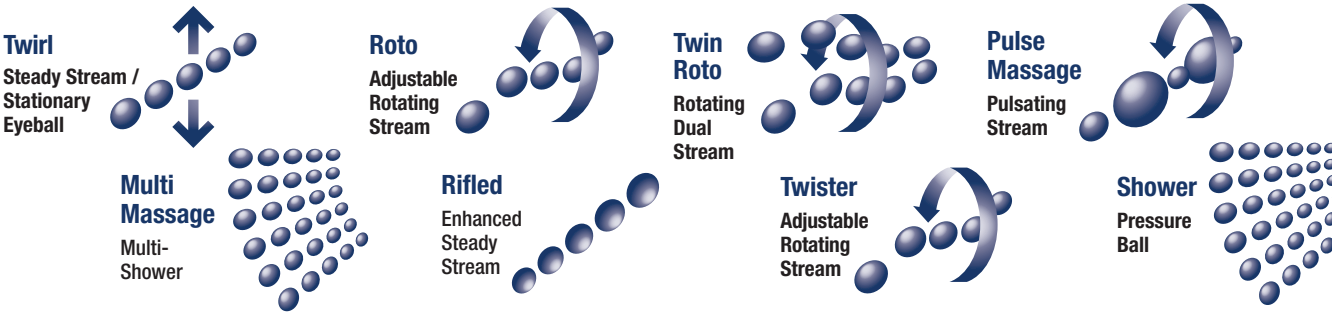 Twirl
Steady Stream /
Stationary
Eyeball
Roto
Adjustable
Rotating
Stream
Twin
Roto
Rotating
Dual
Stream
Pulse
Massage
Pulsating
Stream
Multi
Massage
Multi-
Shower
Rifled
Enhanced
Steady
Stream
Twister
Adjustable
Rotating
Stream
Shower
Pressure
Ball